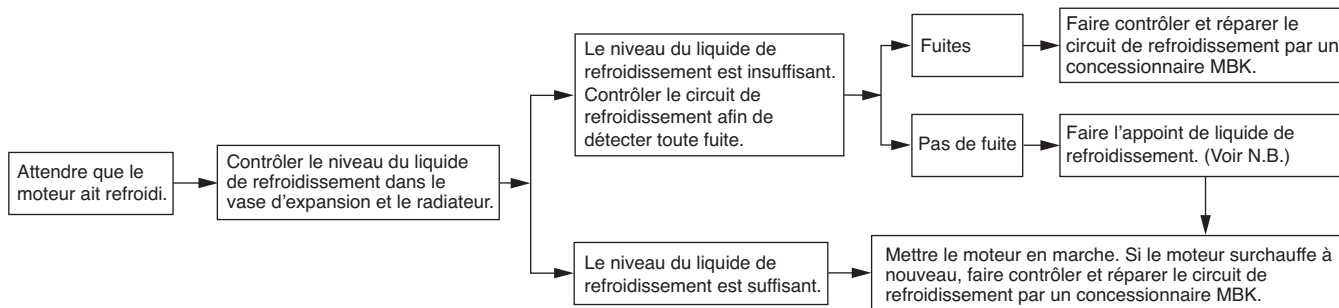 Attendre que le
moteur ait refroidi.
Contrôler le niveau du liquide
de refroidissement dans le
vase d'expansion et le radiateur.
Le niveau du liquide de
refroidissement est insuffisant.
Contrôler le circuit de
refroidissement afin de
détecter toute fuite.
Fuites
Faire contrôler et réparer le
circuit de refroidissement par un
concessionnaire MBK.
Pas de fuite
Faire l'appoint de liquide de
refroidissement. (Voir N.B.)
Le niveau du liquide de
refroidissement est suffisant.
Mettre le moteur en marche. Si le moteur surchauffe à
nouveau, faire contrôler et réparer le circuit de
refroidissement par un concessionnaire MBK.